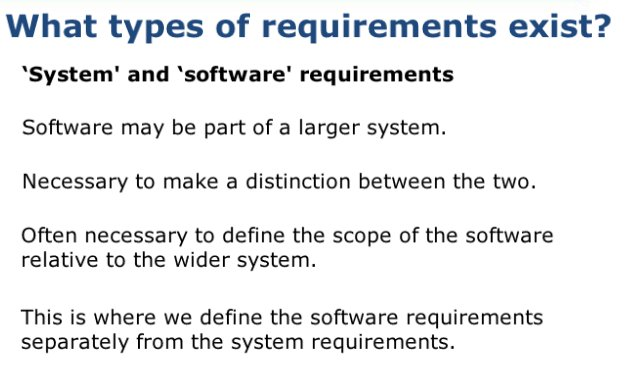 What types of requirements exist?
‛System' and ‛software' requirements
Software may be part of a larger system.
Necessary to make a distinction between the two.
Often necessary to define the scope of the software
relative to the wider system.
This is where we define the software requirements
separately from the system requirements.